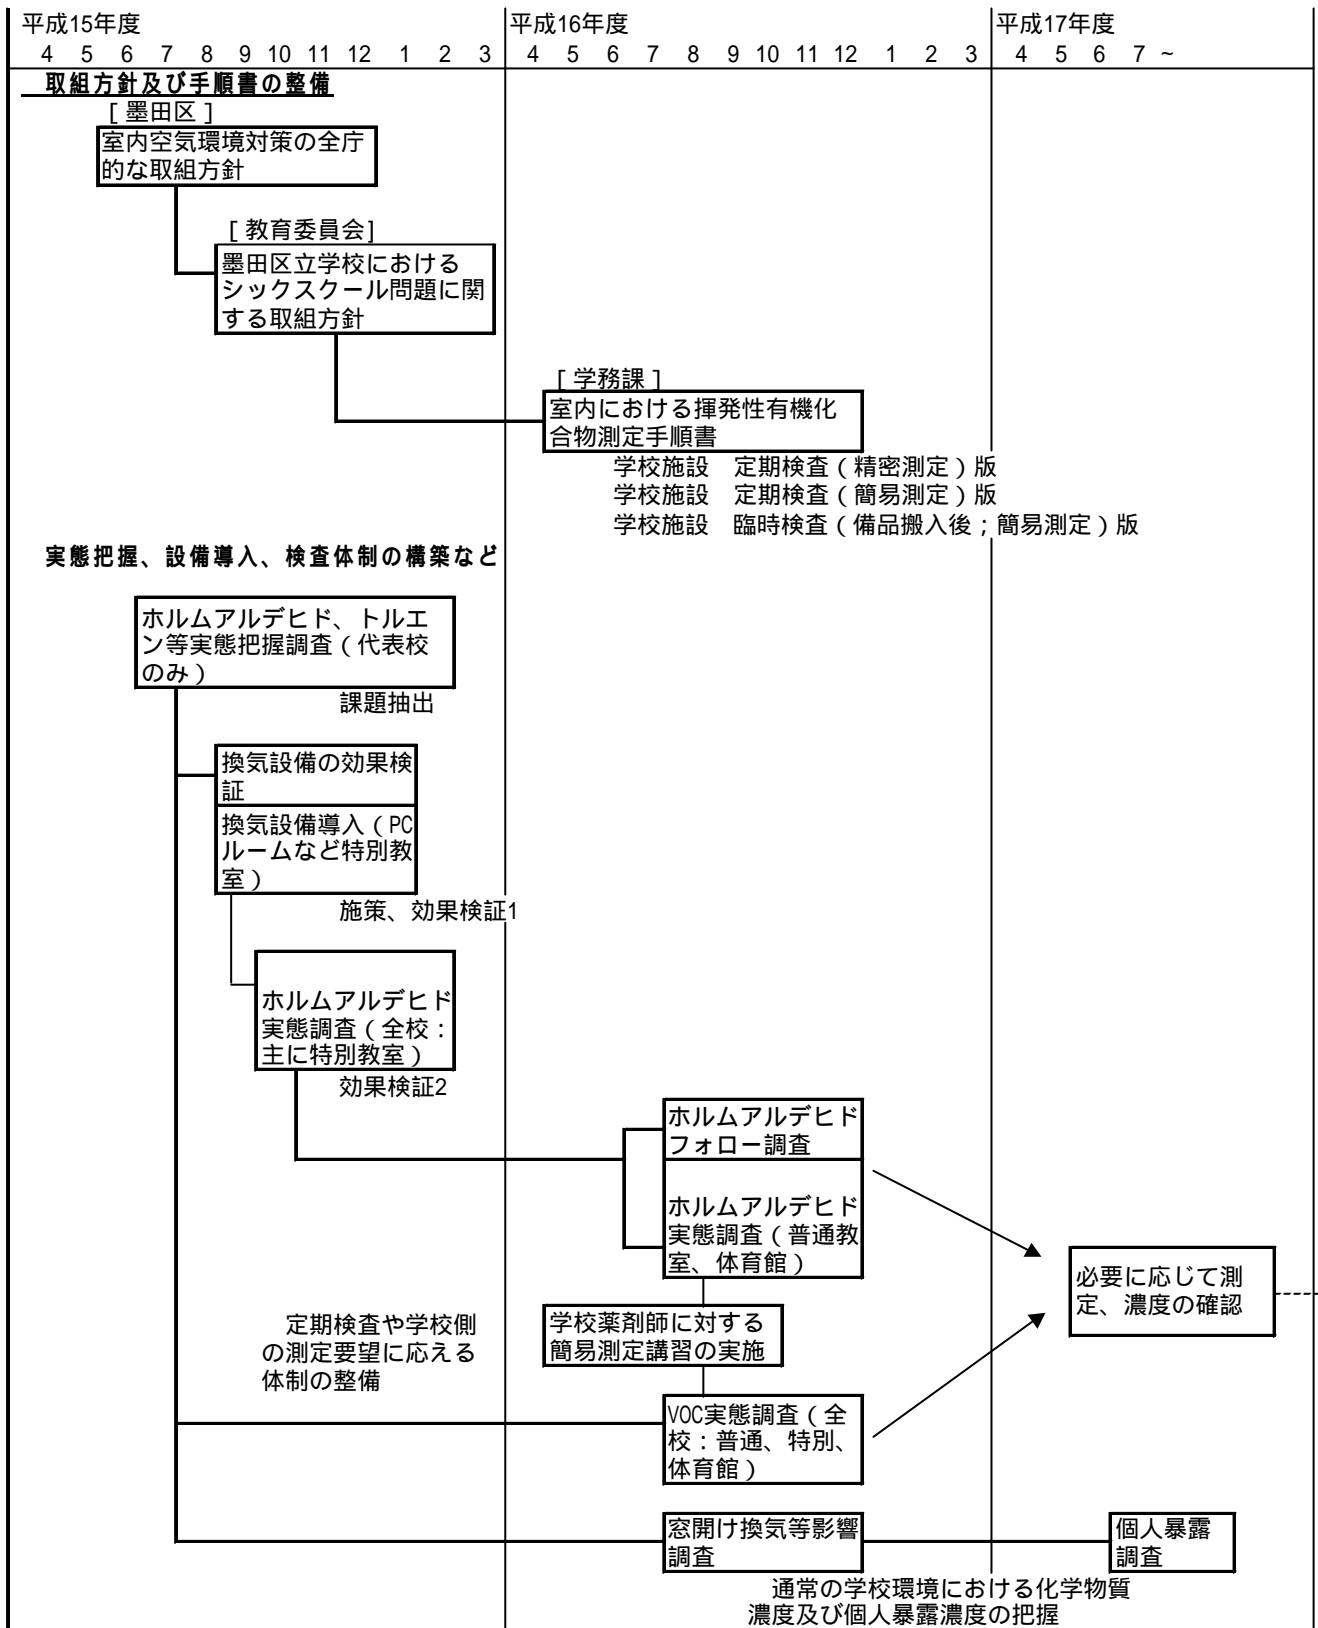 平成15年度 平成16年度 平成17年度
4 5 6 7 8 9 10 11 12 1 2 3 4 5 6 7 8 9 10 11 12 1 2 3 4 5 6 7 ~
取組方針及び手順書の整備
[ 墨田区 ]
室内空気環境対策の全庁
的な取組方針
[ 教育委員会]
墨田区立学校における
シックスクール問題に関
する取組方針
[ 学務課 ]
室内における揮発性有機化
合物測定手順書
学校施設 定期検査（精密測定）版
学校施設 定期検査（簡易測定）版
学校施設 臨時検査（備品搬入後；簡易測定）版
実態把握、設備導入、検査体制の構築など
ホルムアルデヒド、トルエ
ン等実態把握調査（代表校
のみ）
課題抽出
換気設備の効果検
証
換気設備導入（PC
ルームなど特別教
室）
施策、効果検証1
ホルムアルデヒド
実態調査（全校：
主に特別教室）
効果検証2
ホルムアルデヒド
フォロー調査
ホルムアルデヒド
実態調査（普通教
室、体育館）
必要に応じて測
定、濃度の確認
学校薬剤師に対する
簡易測定講習の実施
定期検査や学校側
の測定要望に応える
体制の整備
VOC実態調査（全
校：普通、特別、
体育館）
窓開け換気等影響
調査
個人暴露
調査
通常の学校環境における化学物質
濃度及び個人暴露濃度の把握